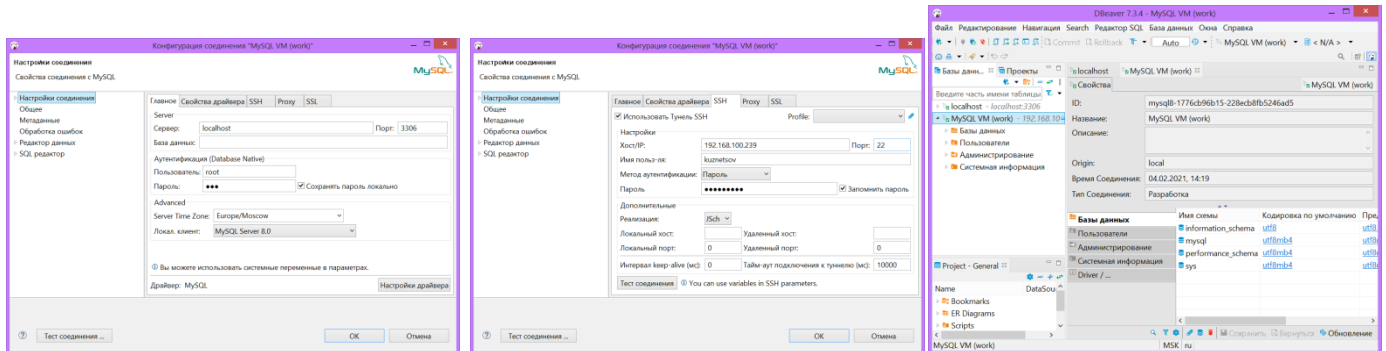 Конфигурация соединения "MySQL VM (work)"
Настройки соединения
Свойства соединения с MySQL
MySQL
Настройки соединения
Общее
Метаданные
Обработка ошибок
Редактор данных
SQL редактор
Главное Свойства драйвера SSH Proxy SSL
Server
Сервер: localhost Порт: 3306
База данных:
Аутентификация (Database Native)
Пользователь: root
Пароль: ●●● Сохранять пароль локально
Advanced
Server Time Zone: Europe/Moscow
Локал. клиент: MySQL Server 8.0
Вы можете использовать системные переменные в параметрах.
Драйвер: MySQL Настройки драйвера
Тест соединения ... OK Отмена
Конфигурация соединения "MySQL VM (work)"
Настройки соединения
Свойства соединения с MySQL
MySQL
Настройки соединения
Общее
Метаданные
Обработка ошибок
Редактор данных
SQL редактор
Главное Свойства драйвера SSH Proxy SSL
Использовать Тунель SSH Profile:
Настройки
Хост/IP: 192.168.100.239 Порт: 22
Имя польз-ля: kuznetsov
Метод аутентификации: Пароль
Пароль ●●●●●●●●● Запомнить пароль
Дополнительные
Реализация: JSch
Локальный хост: Удаленный хост:
Локальный порт: 0 Удаленный порт: 0
Интервал keep-alive (мс): 0 Тайм-аут подключения к туннелю (мс): 10000
Тест соединения You can use variables in SSH parameters.
Тест соединения ... OK Отмена
DBeaver 7.3.4 - MySQL VM (work)
Файл Редактирование Навигация Search Редактор SQL База данных Окна Справка
Commit Rollback Auto MySQL VM (work) < N/A >
Базы данн... Проекты
Введите часть имени таблицы
localhost - localhost:3306
MySQL VM (work) - 192.168.10
Базы данных
Пользователи
Администрирование
Системная информация
Project - General
Name DataSou
Bookmarks
ER Diagrams
Scripts
localhost MySQL VM (work)
Свойства MySQL VM (work)
ID: mysql8-1776cb96b15-228ecb8fb5246ad5
Название: MySQL VM (work)
Описание:
Origin: local
Время Соединения: 04.02.2021, 14:19
Тип Соединения: Разработка
Базы данных
Пользователи
Администрирование
Системная информация
Driver / ...
Имя схемы Кодировка по умолчанию Пред
information_schema utf8 utf8
mysql utf8mb4 utf8
performance_schema utf8mb4 utf8
sys utf8mb4 utf8
Сохранить Вернуться Обновление
MySQL VM (work) MSK ru